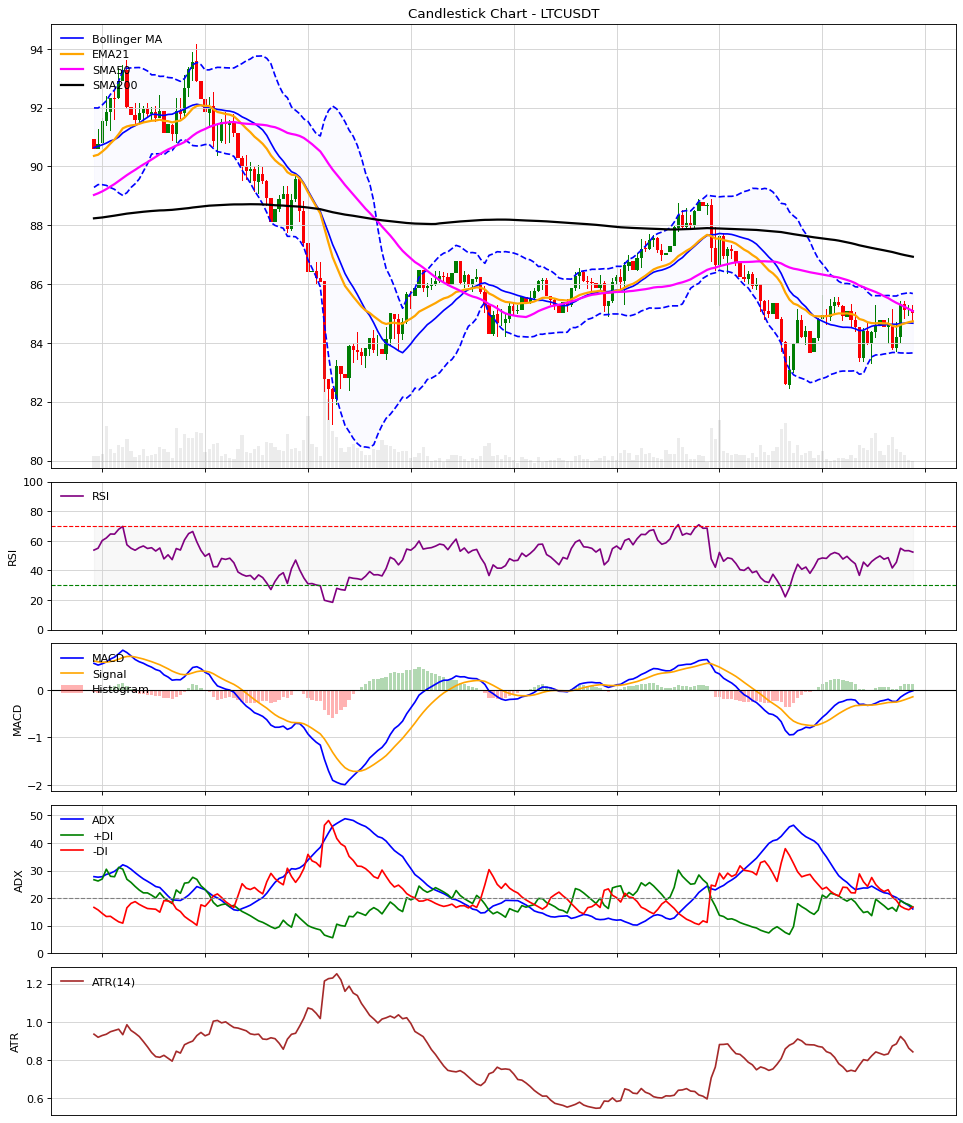 Candlestick Chart - LTCUSDT
Bollinger MA
EMA21
SMA50
SMA200
94
92
90
88
86
84
82
80
RSI
100
80
60
40
20
0
RSI
MACD
Signal
Histogram
0
−1
−2
MACD
ADX
+DI
-DI
50
40
30
20
10
0
ADX
ATR(14)
1.2
1.0
0.8
0.6
ATR